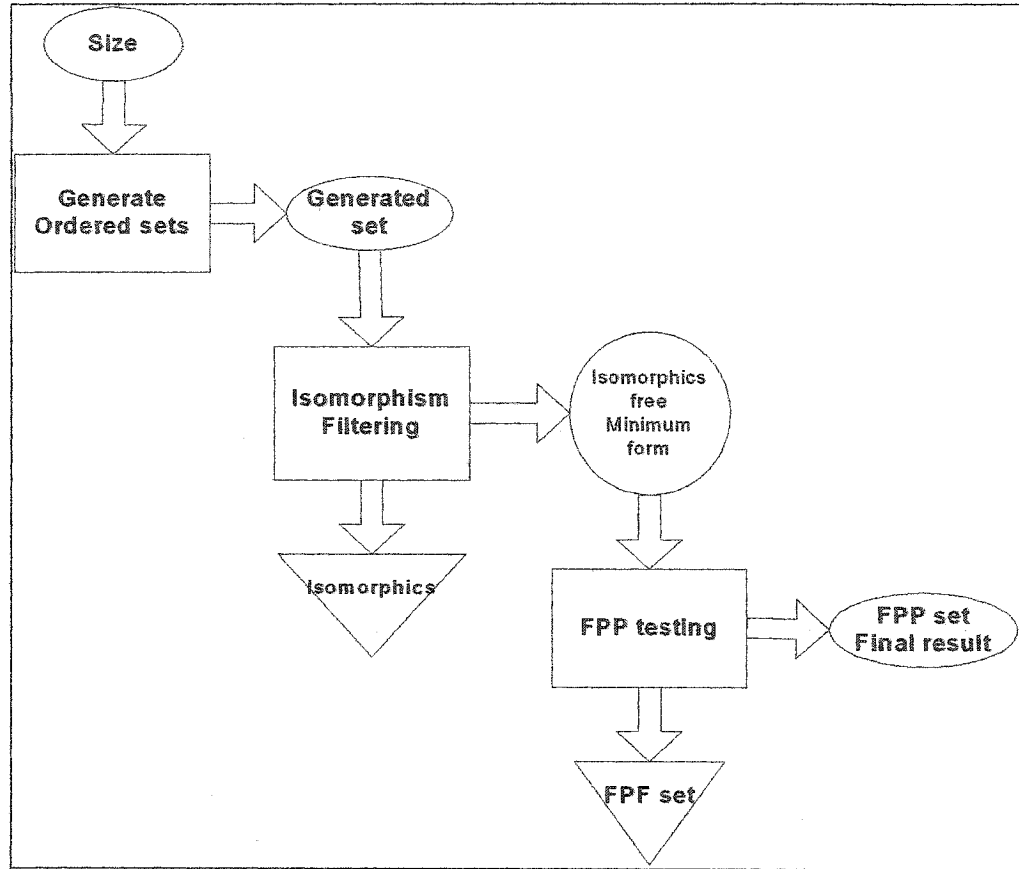 Size
Generate
Ordered sets
Generated
set
Isomorphism
Filtering
Isomorphics
free
Minimum
form
Isomorphics
FPP testing
FPP set
Final result
FPF set